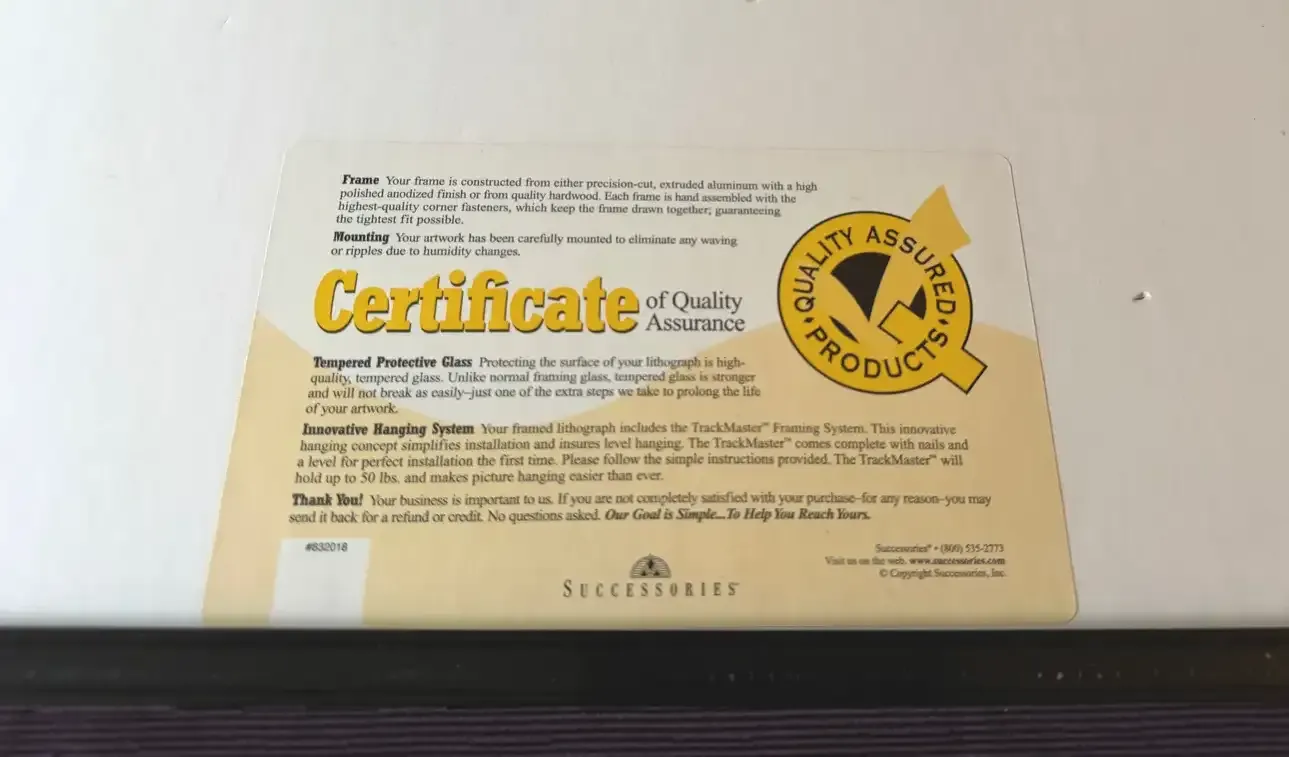 Frame Your frame is constructed from either precision-cut, extruded aluminum with a high
polished anodized finish or from quality hardwood. Each frame is hand assembled with the
highest-quality corner fasteners, which keep the frame drawn together; guaranteeing
the tightest fit possible.
Mounting Your artwork has been carefully mounted to eliminate any waving
or ripples due to humidity changes.
QUALITY ASSURED
PRODUCTS
Certificate of Quality
Assurance
Tempered Protective Glass Protecting the surface of your lithograph is high-
quality, tempered glass. Unlike normal framing glass, tempered glass is stronger
and will not break as easily–just one of the extra steps we take to prolong the life
of your artwork.
Innovative Hanging System Your framed lithograph includes the TrackMaster™ Framing System. This innovative
hanging concept simplifies installation and insures level hanging. The TrackMaster™ comes complete with nails and
a level for perfect installation the first time. Please follow the simple instructions provided. The TrackMaster™ will
hold up to 50 lbs. and makes picture hanging easier than ever.
Thank You! Your business is important to us. If you are not completely satisfied with your purchase–for any reason–you may
send it back for a refund or credit. No questions asked. Our Goal is Simple...To Help You Reach Yours.
#832018
SUCCESSORIES™
Successories® • (800) 535-2773
Visit us on the web. www.successories.com
© Copyright Successories, Inc.